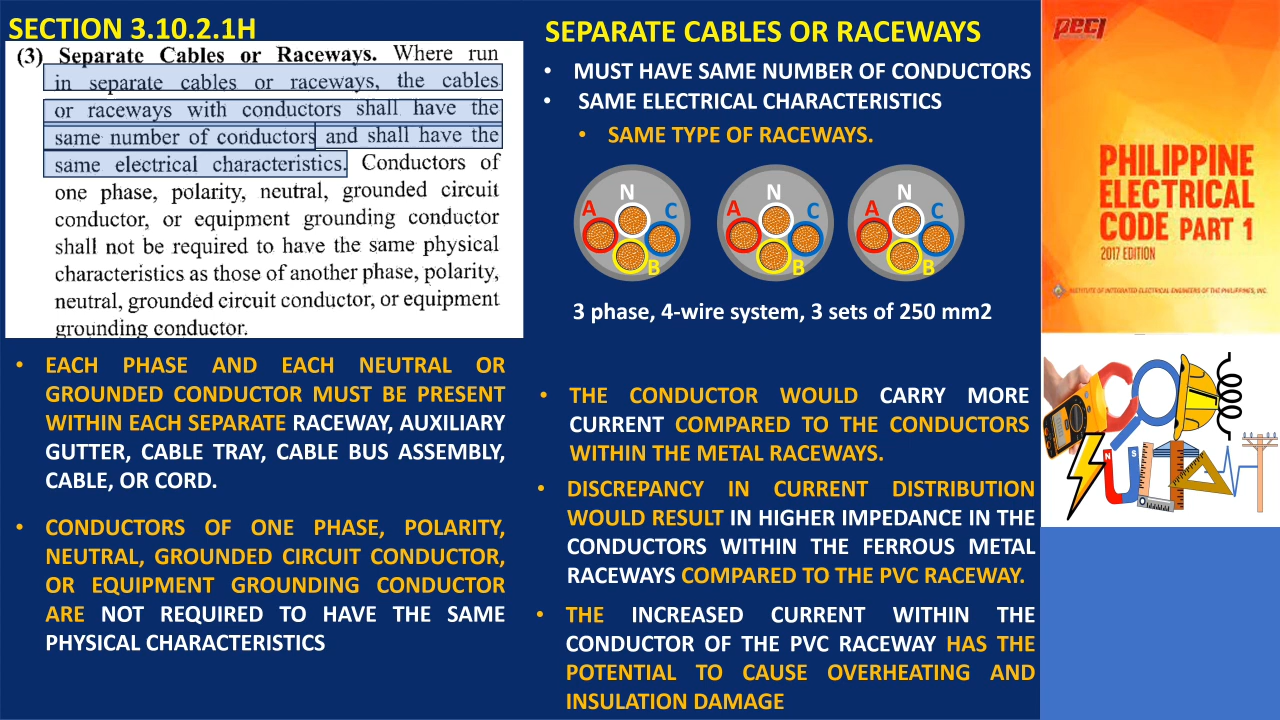 SECTION 3.10.2.1H
(3) Separate Cables or Raceways. Where run
in separate cables or raceways, the cables
or raceways with conductors shall have the
same number of conductors and shall have the
same electrical characteristics. Conductors of
one phase, polarity, neutral, grounded circuit
conductor, or equipment grounding conductor
shall not be required to have the same physical
characteristics as those of another phase, polarity,
neutral, grounded circuit conductor, or equipment
grounding conductor.
• EACH PHASE AND EACH NEUTRAL OR
GROUNDED CONDUCTOR MUST BE PRESENT
WITHIN EACH SEPARATE RACEWAY, AUXILIARY
GUTTER, CABLE TRAY, CABLE BUS ASSEMBLY,
CABLE, OR CORD.
• CONDUCTORS OF ONE PHASE, POLARITY,
NEUTRAL, GROUNDED CIRCUIT CONDUCTOR,
OR EQUIPMENT GROUNDING CONDUCTOR
ARE NOT REQUIRED TO HAVE THE SAME
PHYSICAL CHARACTERISTICS
SEPARATE CABLES OR RACEWAYS
• MUST HAVE SAME NUMBER OF CONDUCTORS
• SAME ELECTRICAL CHARACTERISTICS
• SAME TYPE OF RACEWAYS.
N N N
A C A C A C
B B B
3 phase, 4-wire system, 3 sets of 250 mm2
• THE CONDUCTOR WOULD CARRY MORE
CURRENT COMPARED TO THE CONDUCTORS
WITHIN THE METAL RACEWAYS.
• DISCREPANCY IN CURRENT DISTRIBUTION
WOULD RESULT IN HIGHER IMPEDANCE IN THE
CONDUCTORS WITHIN THE FERROUS METAL
RACEWAYS COMPARED TO THE PVC RACEWAY.
• THE INCREASED CURRENT WITHIN THE
CONDUCTOR OF THE PVC RACEWAY HAS THE
POTENTIAL TO CAUSE OVERHEATING AND
INSULATION DAMAGE
pec1
PHILIPPINE
ELECTRICAL
CODE PART 1
2017 EDITION
INSTITUTE OF INTEGRATED ELECTRICAL ENGINEERS OF THE PHILIPPINES, INC.
N S